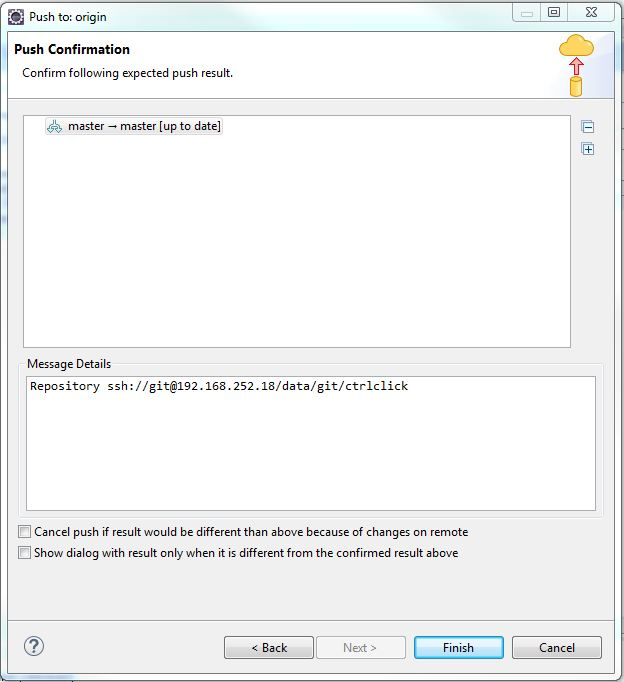 Push to: origin
Push Confirmation
Confirm following expected push result.
master → master [up to date]
Message Details
Repository ssh://git@192.168.252.18/data/git/ctrlclick
Cancel push if result would be different than above because of changes on remote
Show dialog with result only when it is different from the confirmed result above
< Back
Next >
Finish
Cancel